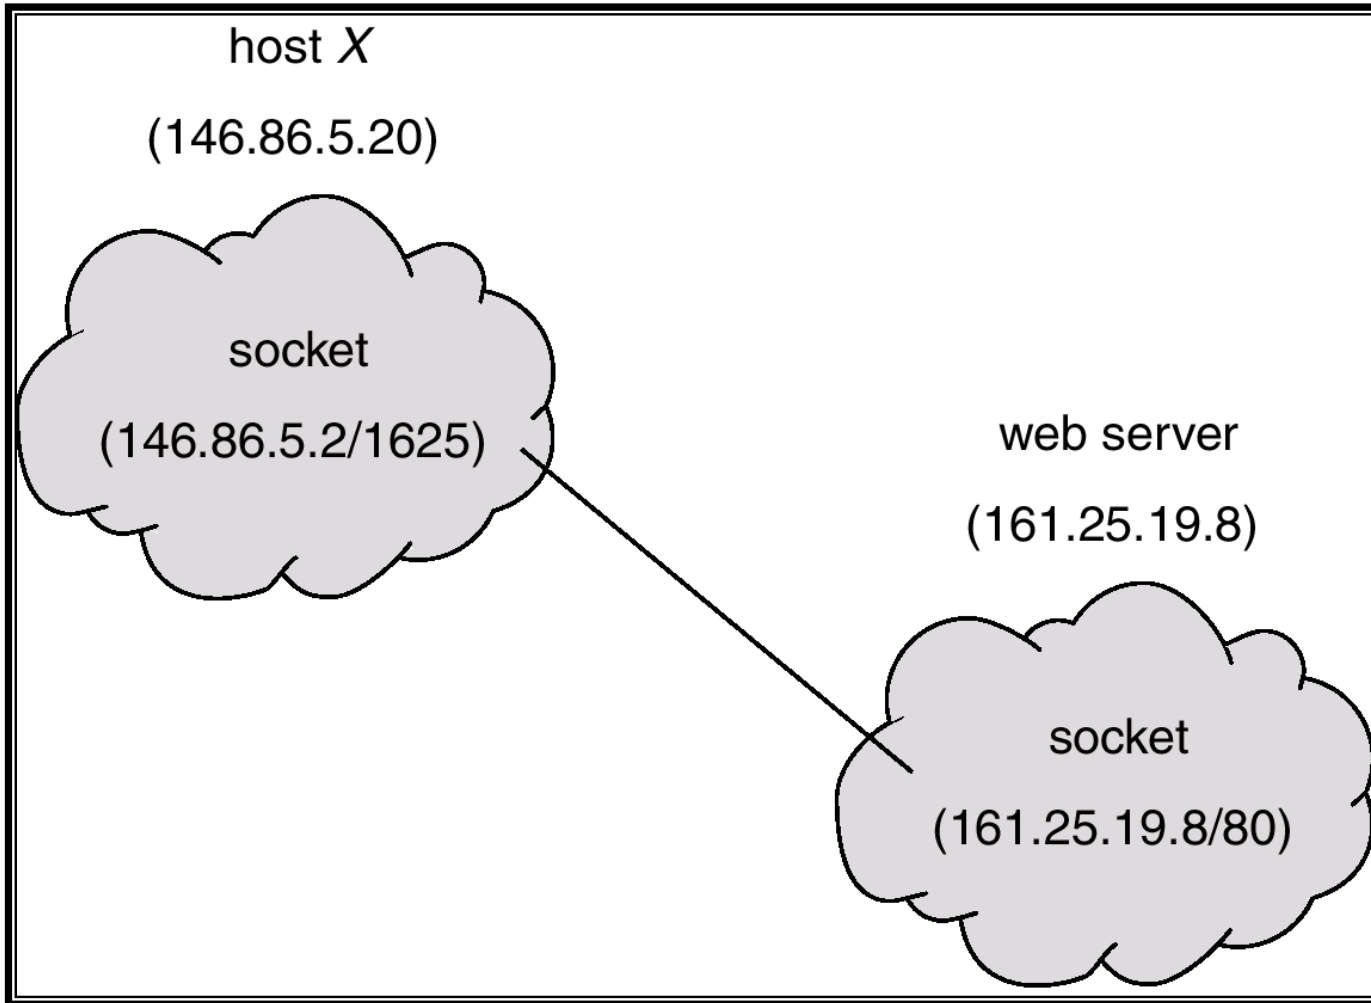 host X
(146.86.5.20)
socket
(146.86.5.2/1625)
web server
(161.25.19.8)
socket
(161.25.19.8/80)